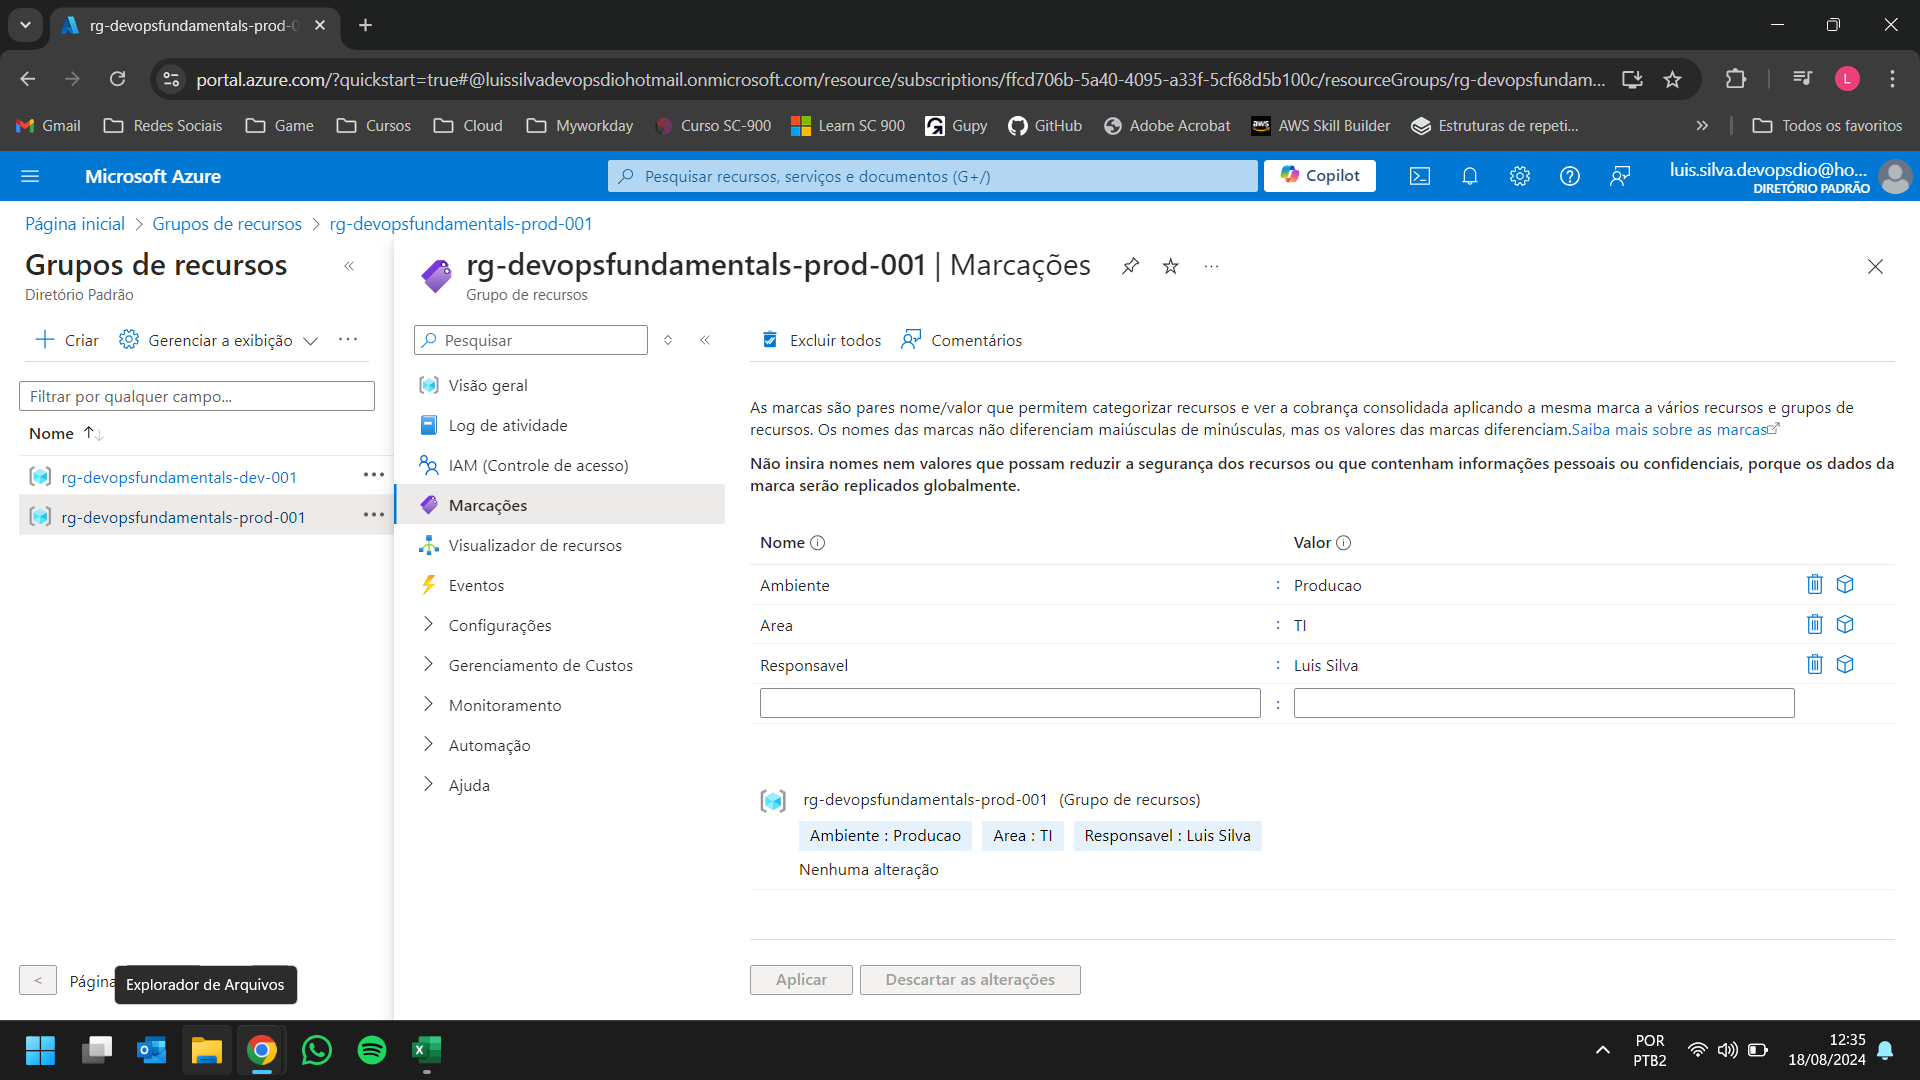 rg-devopsfundamentals-prod-0
portal.azure.com/?quickstart=true#@luissilvadevopsdiohotmail.onmicrosoft.com/resource/subscriptions/ffcd706b-5a40-4095-a33f-5cf68d5b100c/resourceGroups/rg-devopsfundam...
L
Gmail
Redes Sociais
Game
Cursos
Cloud
Myworkday
Curso SC-900
Learn SC 900
Gupy
GitHub
Adobe Acrobat
aws
AWS Skill Builder
Estruturas de repeti...
Todos os favoritos
Microsoft Azure
Pesquisar recursos, serviços e documentos (G+/)
Copilot
luis.silva.devopsdio@ho...
DIRETÓRIO PADRÃO
Página inicial > Grupos de recursos > rg-devopsfundamentals-prod-001
Grupos de recursos
Diretório Padrão
Criar
Gerenciar a exibição
Filtrar por qualquer campo...
Nome
rg-devopsfundamentals-dev-001
rg-devopsfundamentals-prod-001
<
Página
Explorador de Arquivos
rg-devopsfundamentals-prod-001 | Marcações
Grupo de recursos
Pesquisar
Visão geral
Log de atividade
IAM (Controle de acesso)
Marcações
Visualizador de recursos
Eventos
Configurações
Gerenciamento de Custos
Monitoramento
Automação
Ajuda
Excluir todos
Comentários
As marcas são pares nome/valor que permitem categorizar recursos e ver a cobrança consolidada aplicando a mesma marca a vários recursos e grupos de
recursos. Os nomes das marcas não diferenciam maiúsculas de minúsculas, mas os valores das marcas diferenciam.Saiba mais sobre as marcas
Não insira nomes nem valores que possam reduzir a segurança dos recursos ou que contenham informações pessoais ou confidenciais, porque os dados da
marca serão replicados globalmente.
Nome
Valor
Ambiente : Producao
Area : TI
Responsavel : Luis Silva
:
rg-devopsfundamentals-prod-001 (Grupo de recursos)
Ambiente : Producao
Area : TI
Responsavel : Luis Silva
Nenhuma alteração
Aplicar
Descartar as alterações
POR
PTB2
12:35
18/08/2024